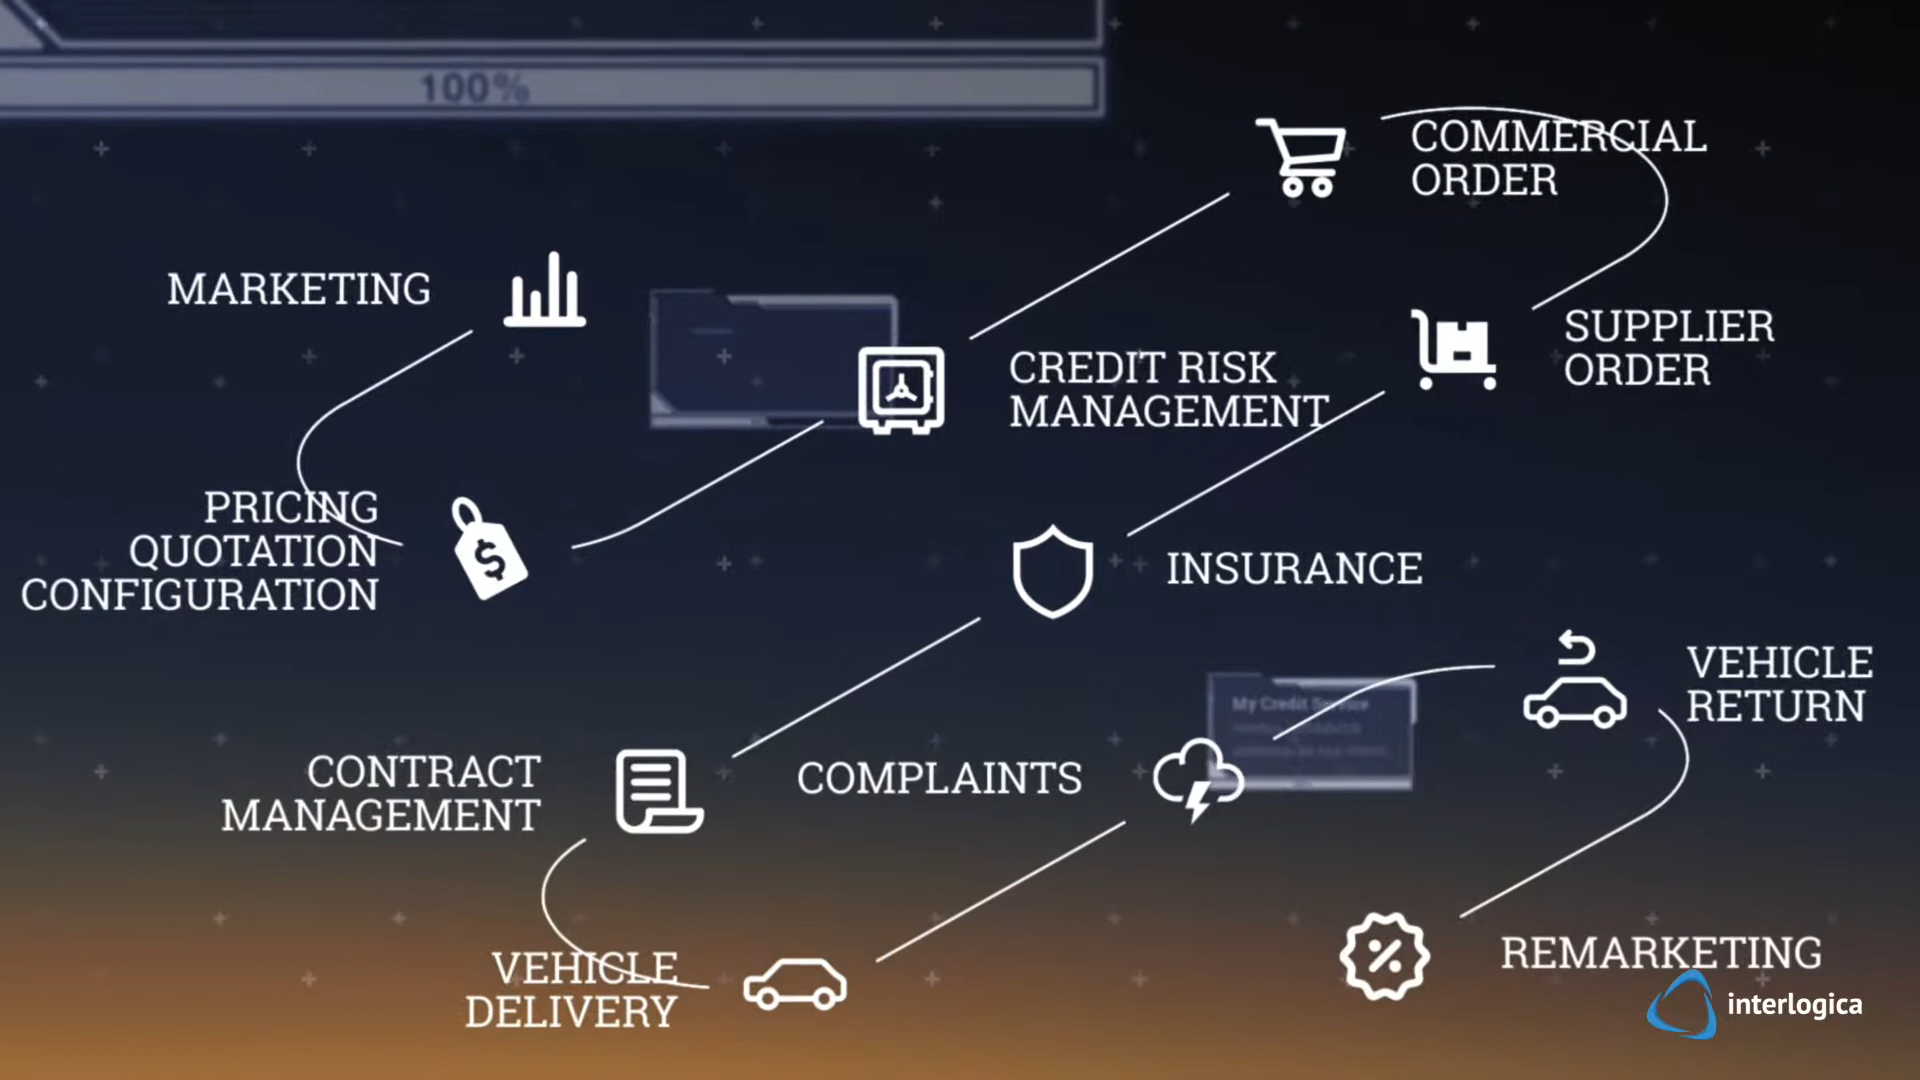 100%
COMMERCIAL
ORDER
MARKETING
SUPPLIER
ORDER
CREDIT RISK
MANAGEMENT
PRICING
QUOTATION
CONFIGURATION
$
INSURANCE
VEHICLE
RETURN
My Credit Service
CONTRACT
MANAGEMENT
COMPLAINTS
VEHICLE
DELIVERY
%
REMARKETING
interlogica